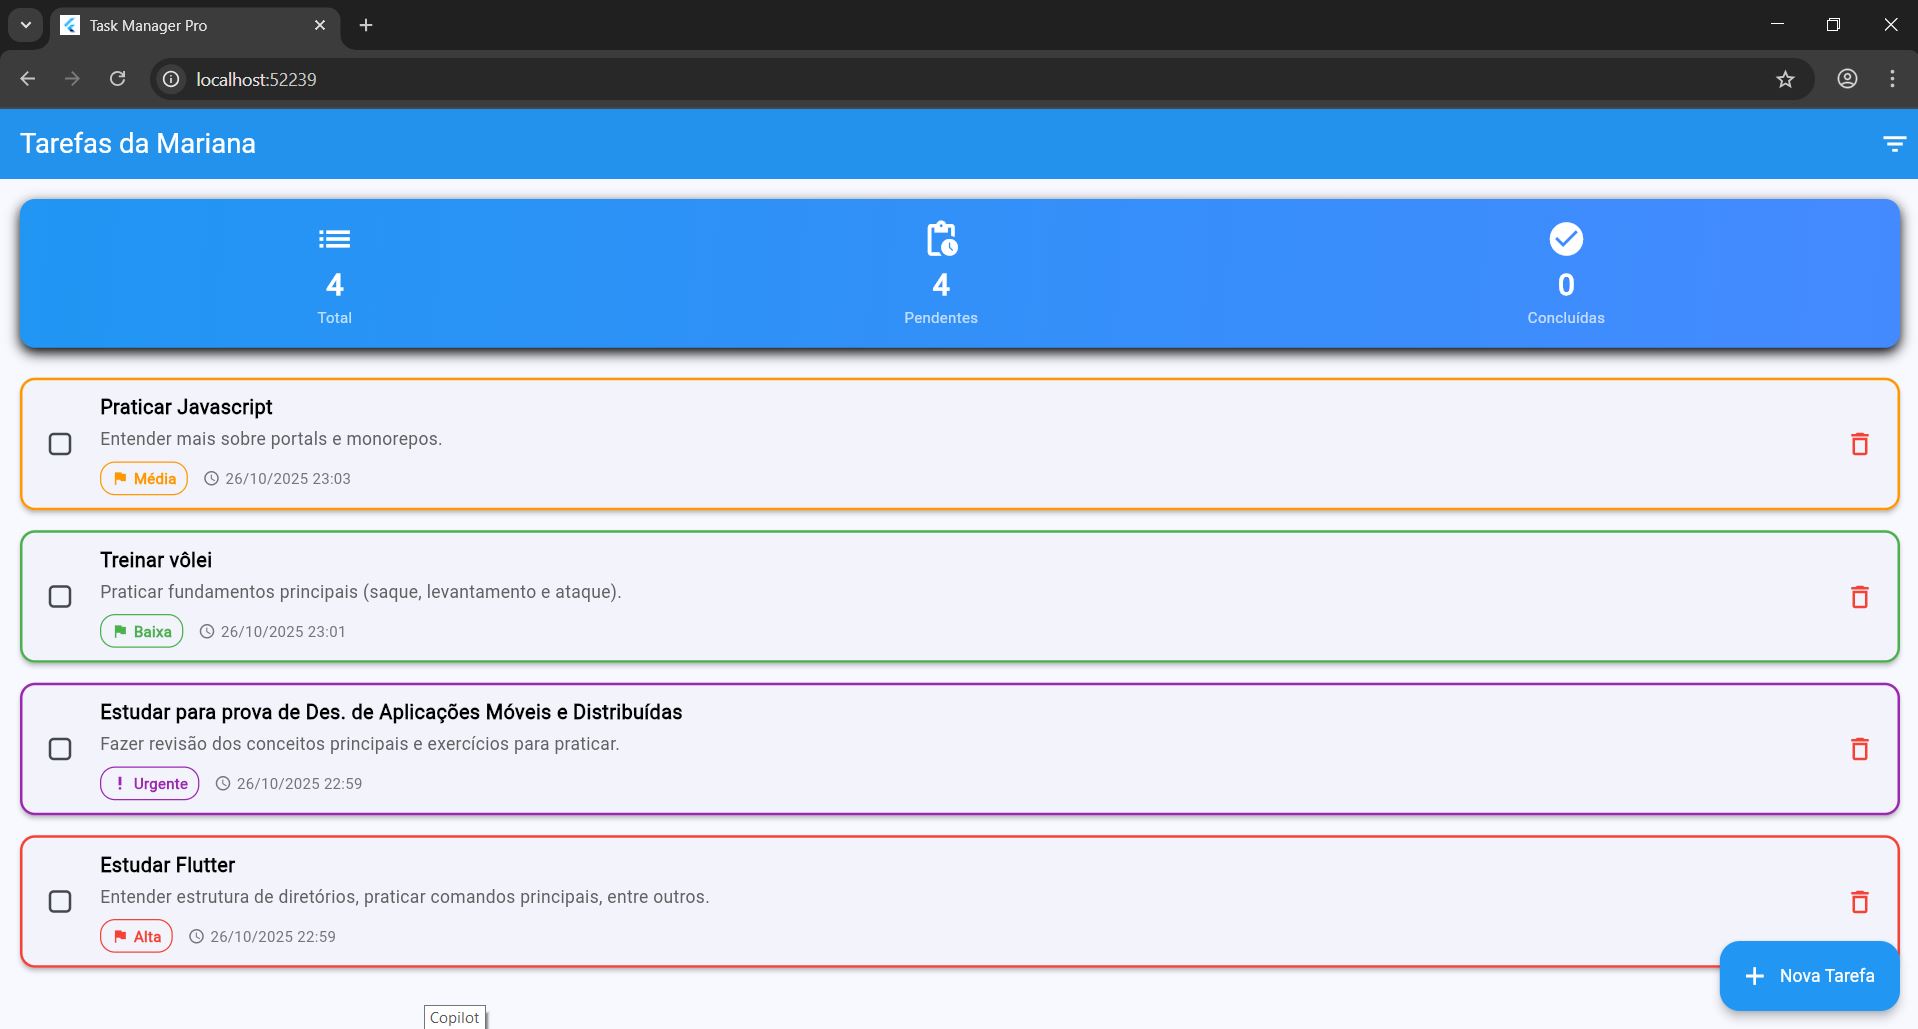 Task Manager Pro
localhost:52239
Tarefas da Mariana
4
Total
4
Pendentes
0
Concluídas
Praticar Javascript
Entender mais sobre portals e monorepos.
Média 26/10/2025 23:03
Treinar vôlei
Praticar fundamentos principais (saque, levantamento e ataque).
Baixa 26/10/2025 23:01
Estudar para prova de Des. de Aplicações Móveis e Distribuídas
Fazer revisão dos conceitos principais e exercícios para praticar.
Urgente 26/10/2025 22:59
Estudar Flutter
Entender estrutura de diretórios, praticar comandos principais, entre outros.
Alta 26/10/2025 22:59
Nova Tarefa
Copilot